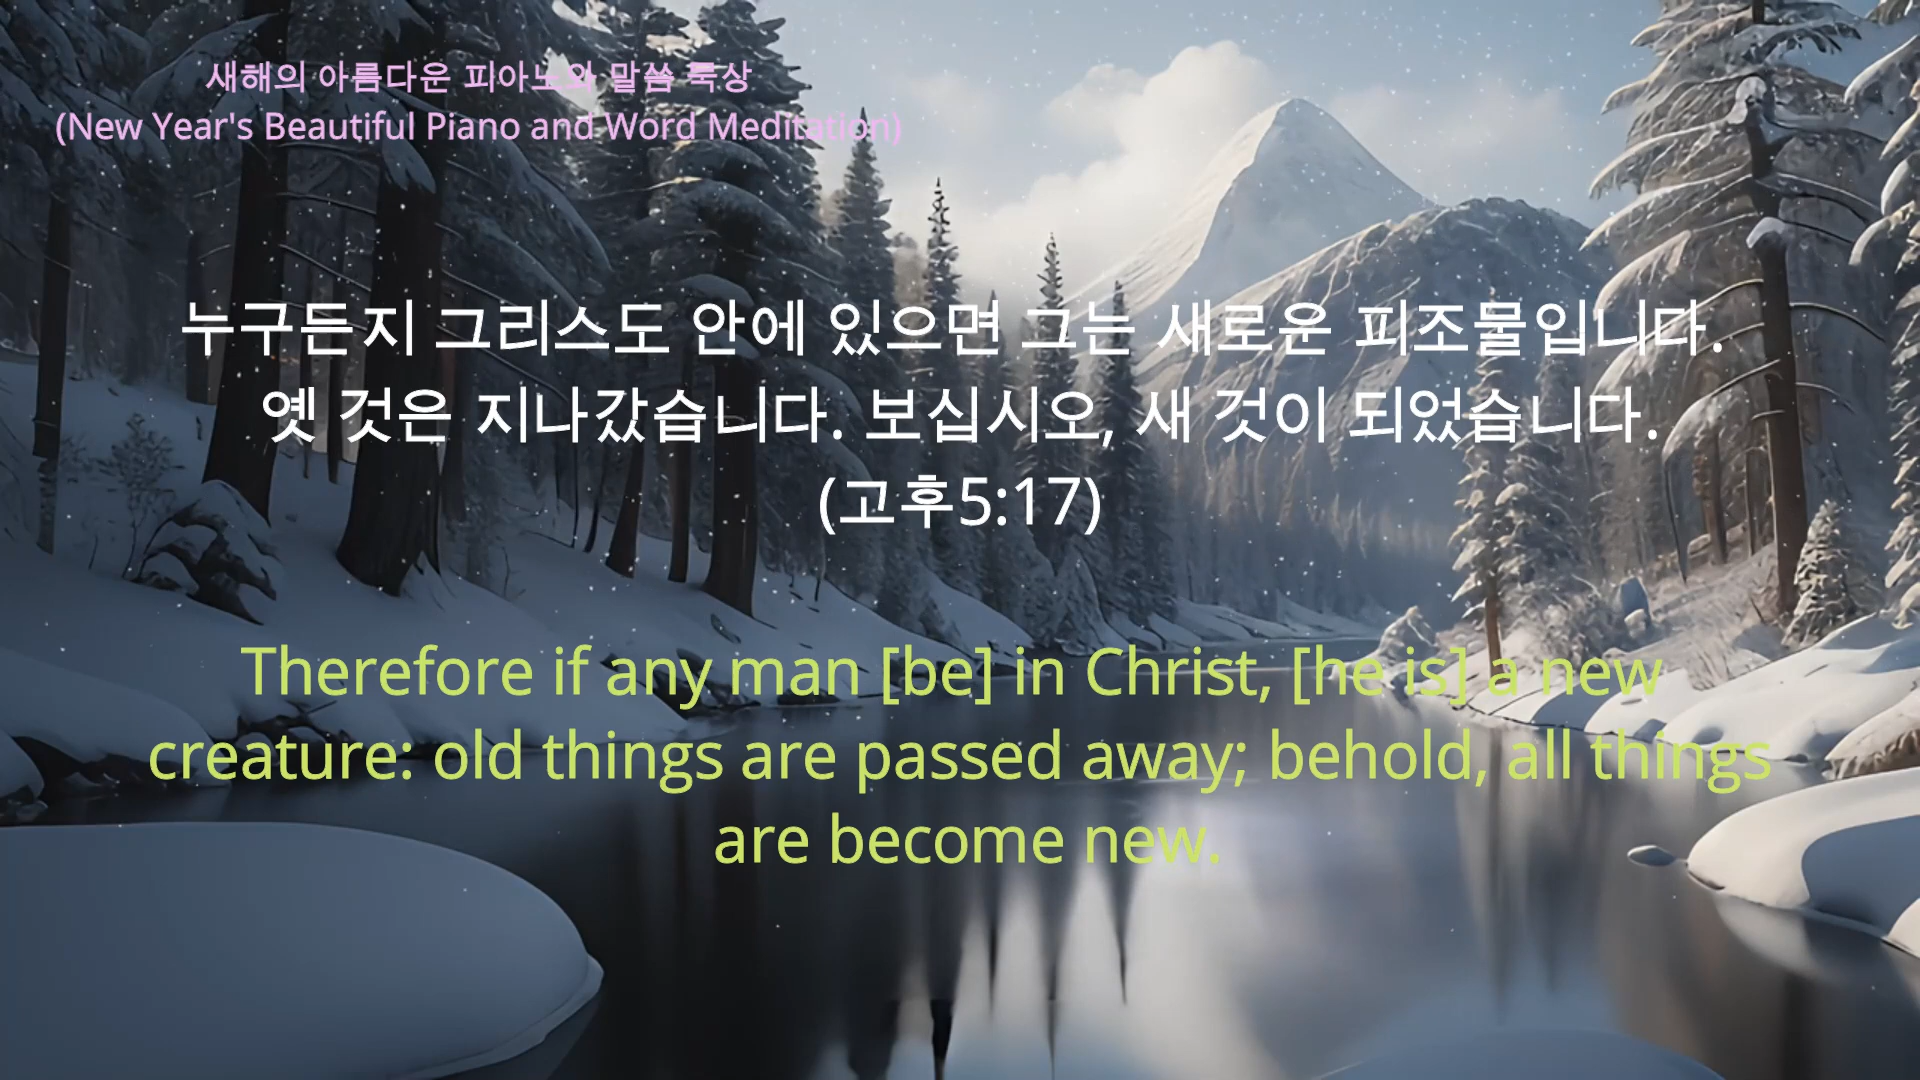 새해의 아름다운 피아노와 말씀 묵상
(New Year's Beautiful Piano and Word Meditation)
누구든지 그리스도 안에 있으면 그는 새로운 피조물입니다.
옛 것은 지나갔습니다. 보십시오, 새 것이 되었습니다.
(고후5:17)
Therefore if any man [be] in Christ, [he is] a new
creature: old things are passed away; behold, all things
are become new.